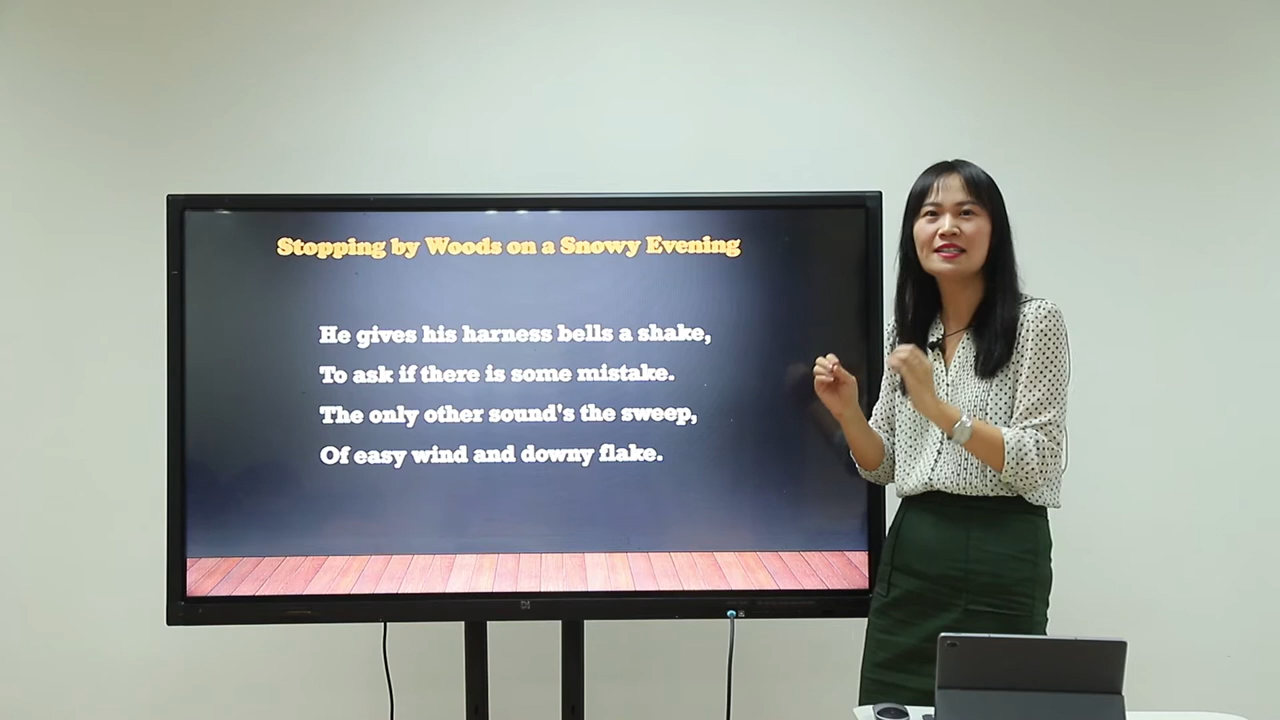 Stopping by Woods on a Snowy Evening
He gives his harness bells a shake,
To ask if there is some mistake.
The only other sound's the sweep,
Of easy wind and downy flake.